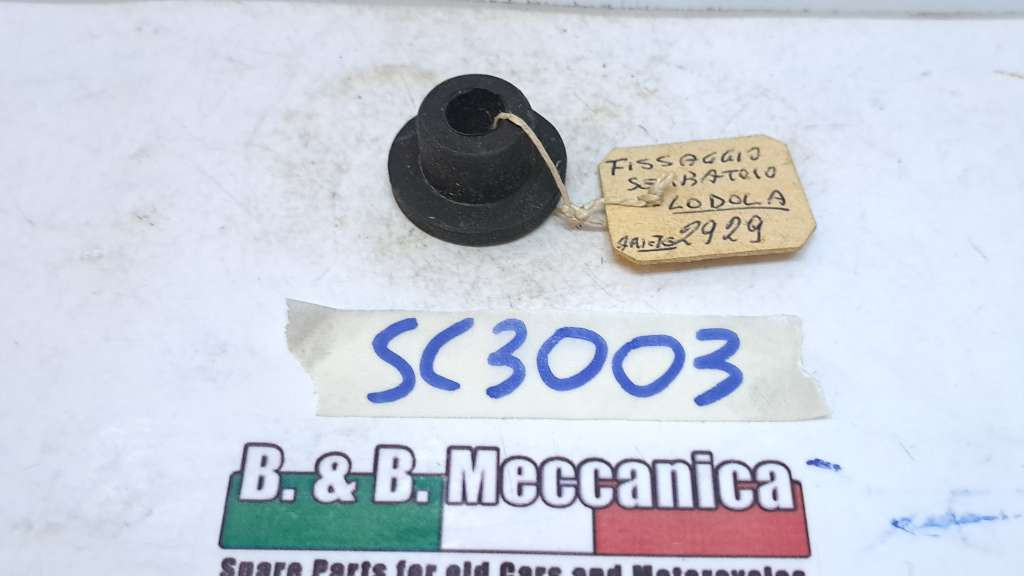 FISSAGGIO
SERBATOIO
LODOLA
2929
SC3003
B. & B. Meccanica
Spare Parts for old Cars and Motorcycles